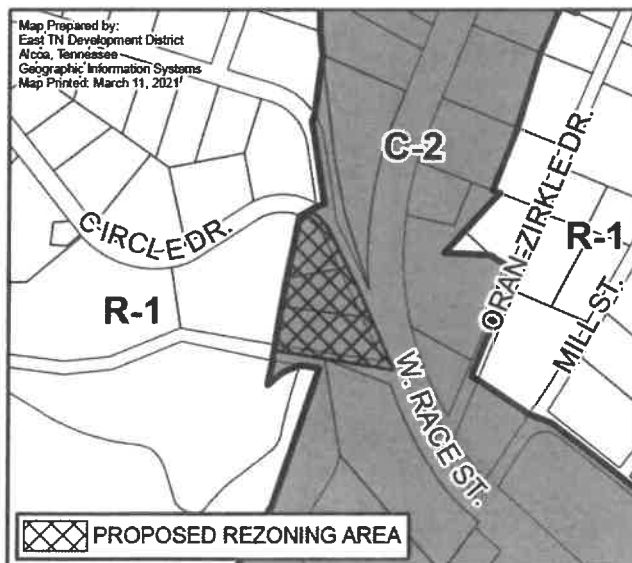 Map Prepared by:
East TN Development District
Alcoa, Tennessee
Geographic Information Systems
Map Printed: March 11, 2021
C-2
ORAN-ZIRKLE DR.
R-1
CIRCLE DR.
R-1
MILL ST.
W. RACE ST.
PROPOSED REZONING AREA